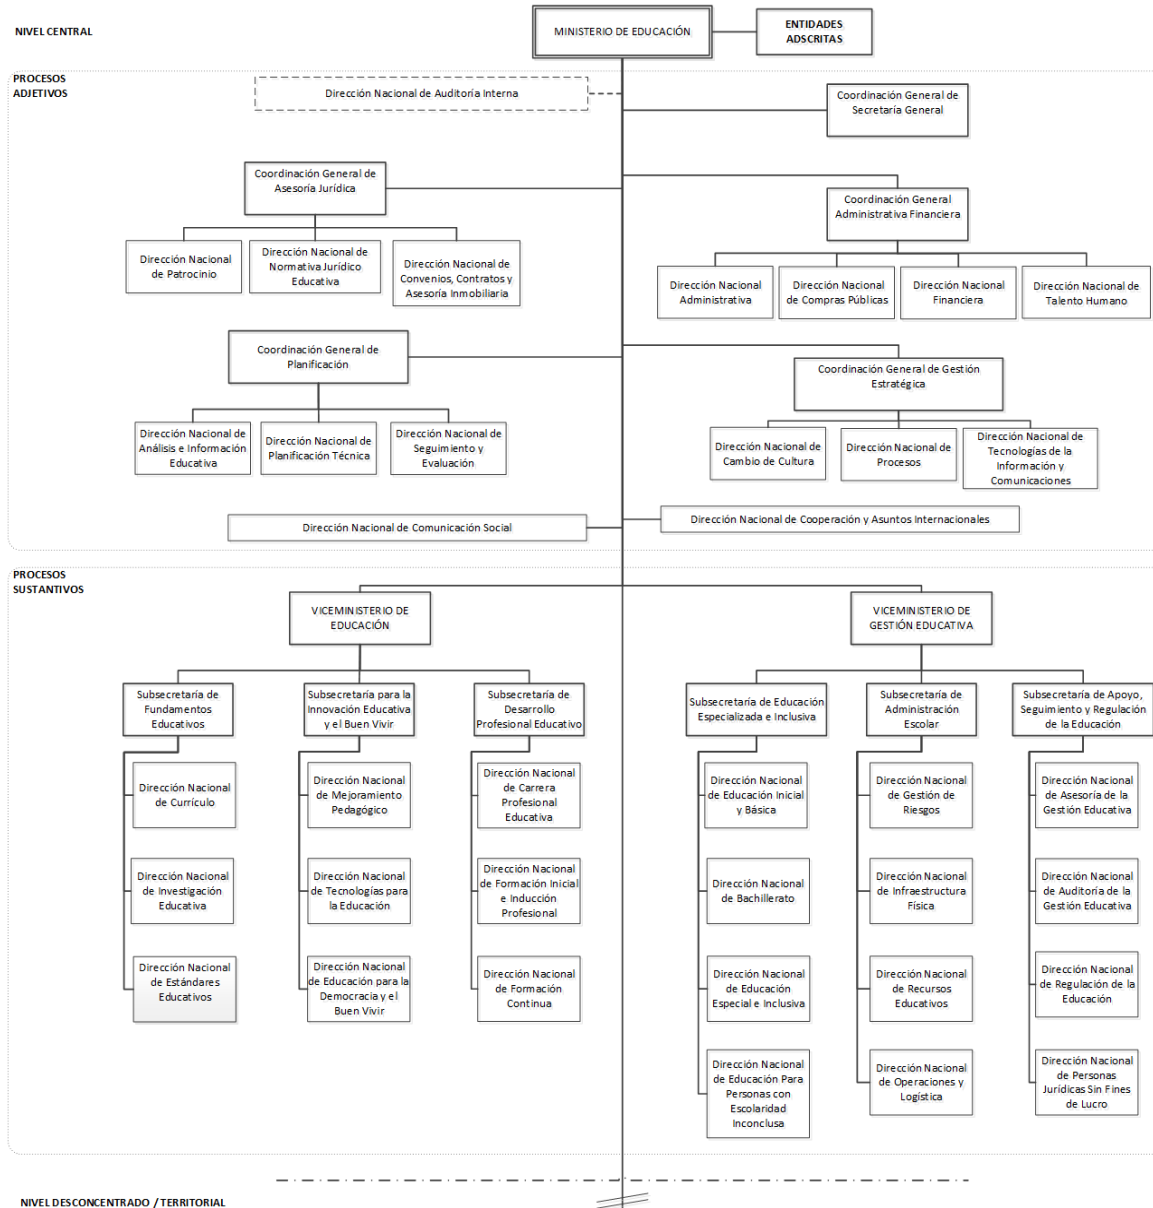 NIVEL CENTRAL
MINISTERIO DE EDUCACIÓN
ENTIDADES
ADSCRITAS
PROCESOS
ADJETIVOS
Dirección Nacional de Auditoría Interna
Coordinación General de
Secretaría General
Coordinación General de
Asesoría Jurídica
Coordinación General
Administrativa Financiera
Dirección Nacional
de Patrocinio
Dirección Nacional de
Normativa Jurídico
Educativa
Dirección Nacional de
Convenios, Contratos y
Asesoría Inmobiliaria
Dirección Nacional
Administrativa
Dirección Nacional
de Compras Públicas
Dirección Nacional
Financiera
Dirección Nacional de
Talento Humano
Coordinación General de
Planificación
Coordinación General de Gestión
Estratégica
Dirección Nacional de
Análisis e Información
Educativa
Dirección Nacional de
Planificación Técnica
Dirección Nacional de
Seguimiento y
Evaluación
Dirección Nacional de
Cambio de Cultura
Dirección Nacional de
Procesos
Dirección Nacional de
Tecnologías de la
Información y
Comunicaciones
Dirección Nacional de Comunicación Social
Dirección Nacional de Cooperación y Asuntos Internacionales
PROCESOS
SUSTANTIVOS
VICEMINISTERIO DE
EDUCACIÓN
VICEMINISTERIO DE
GESTIÓN EDUCATIVA
Subsecretaría de
Fundamentos
Educativos
Subsecretaría para la
Innovación Educativa
y el Buen Vivir
Subsecretaría de
Desarrollo
Profesional Educativo
Subsecretaría de Educación
Especializada e Inclusiva
Subsecretaría de
Administración
Escolar
Subsecretaría de Apoyo,
Seguimiento y Regulación
de la Educación
Dirección Nacional
de Currículo
Dirección Nacional
de Mejoramiento
Pedagógico
Dirección Nacional
de Carrera
Profesional
Educativa
Dirección Nacional
de Educación Inicial
y Básica
Dirección Nacional
de Gestión de
Riesgos
Dirección Nacional
de Asesoría de la
Gestión Educativa
Dirección Nacional
de Investigación
Educativa
Dirección Nacional
de Tecnologías para
la Educación
Dirección Nacional
de Formación Inicial
e Inducción
Profesional
Dirección Nacional
de Bachillerato
Dirección Nacional
de Infraestructura
Física
Dirección Nacional
de Auditoría de la
Gestión Educativa
Dirección Nacional
de Estándares
Educativos
Dirección Nacional
de Educación para la
Democracia y el
Buen Vivir
Dirección Nacional
de Formación
Continua
Dirección Nacional
de Educación
Especial e Inclusiva
Dirección Nacional
de Recursos
Educativos
Dirección Nacional
de Regulación de la
Educación
Dirección Nacional
de Educación Para
Personas con
Escolaridad
Inconclusa
Dirección Nacional
de Operaciones y
Logística
Dirección Nacional
de Personas
Jurídicas Sin Fines
de Lucro
NIVEL DESCONCENTRADO / TERRITORIAL